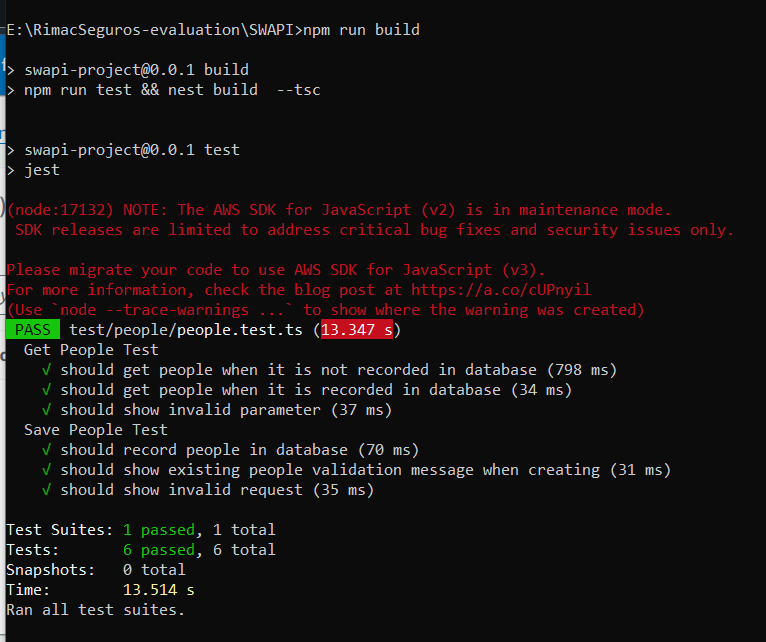 E:\RimacSeguros-evaluation\SWAPI>npm run build
> swapi-project@0.0.1 build
> npm run test && nest build  --tsc
> swapi-project@0.0.1 test
> jest
(node:17132) NOTE: The AWS SDK for JavaScript (v2) is in maintenance mode.
 SDK releases are limited to address critical bug fixes and security issues only.
Please migrate your code to use AWS SDK for JavaScript (v3).
For more information, check the blog post at https://a.co/cUPnyil
(Use `node --trace-warnings ...` to show where the warning was created)
PASS test/people/people.test.ts (13.347 s)
  Get People Test
    √ should get people when it is not recorded in database (798 ms)
    √ should get people when it is recorded in database (34 ms)
    √ should show invalid parameter (37 ms)
  Save People Test
    √ should record people in database (70 ms)
    √ should show existing people validation message when creating (31 ms)
    √ should show invalid request (35 ms)
Test Suites: 1 passed, 1 total
Tests:       6 passed, 6 total
Snapshots:   0 total
Time:        13.514 s
Ran all test suites.